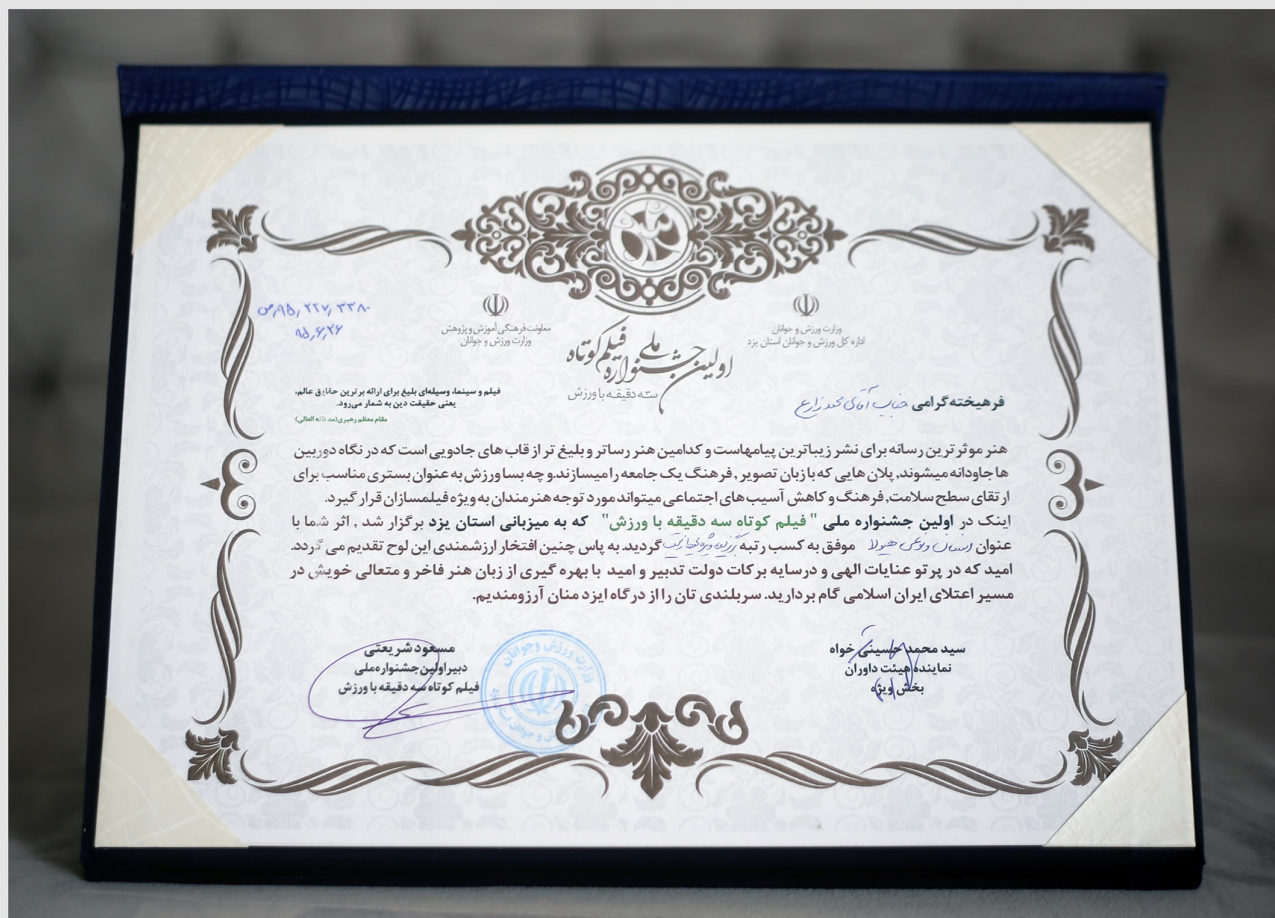 ۹۵٫۲۲۷٫۳۳۸۰٫ص
۹۵٫۶٫۲۶
وزارت ورزش و جوانان
اداره کل ورزش و جوانان استان یزد
معاونت فرهنگی آموزش و پژوهش
وزارت ورزش و جوانان
اولین جشنواره ملی فیلم کوتاه
سه دقیقه با ورزش
فیلم و سینما، وسیله‌ای بلیغ برای ارائه برترین حقایق عالم،
یعنی حقیقت دین به شمار می‌رود.
مقام معظم رهبری(مد ظله العالی)
فرهیخته گرامی جناب آقای زارع
هنر موثر ترین رسانه برای نشر زیباترین پیامهاست و کدامین هنر رساتر و بلیغ تر از قاب های جادویی است که در نگاه دوربین
ها جاودانه میشوند, پلان هایی که با زبان تصویر , فرهنگ یک جامعه را میسازند.و چه بسا ورزش به عنوان بستری مناسب برای
ارتقای سطح سلامت, فرهنگ و کاهش آسیب های اجتماعی میتواند مورد توجه هنرمندان به ویژه فیلمسازان قرار گیرد.
اینک در اولین جشنواره ملی " فیلم کوتاه سه دقیقه با ورزش" که به میزبانی استان یزد برگزار شد , اثر شما با
عنوان هیولا موفق به کسب رتبه گردید. به پاس چنین افتخار ارزشمندی این لوح تقدیم می گردد.
امید که در پرتو عنایات الهی و درسایه برکات دولت تدبیر و امید با بهره گیری از زبان هنر فاخر و متعالی خویش در
مسیر اعتلای ایران اسلامی گام بردارید. سربلندی تان را از درگاه ایزد منان آرزومندیم.
سید محمد حسینی خواه
نماینده هیئت داوران
بخش ویژه
مسعود شریعتی
دبیر اولین جشنواره ملی
فیلم کوتاه سه دقیقه با ورزش
وزارت ورزش و جوانان